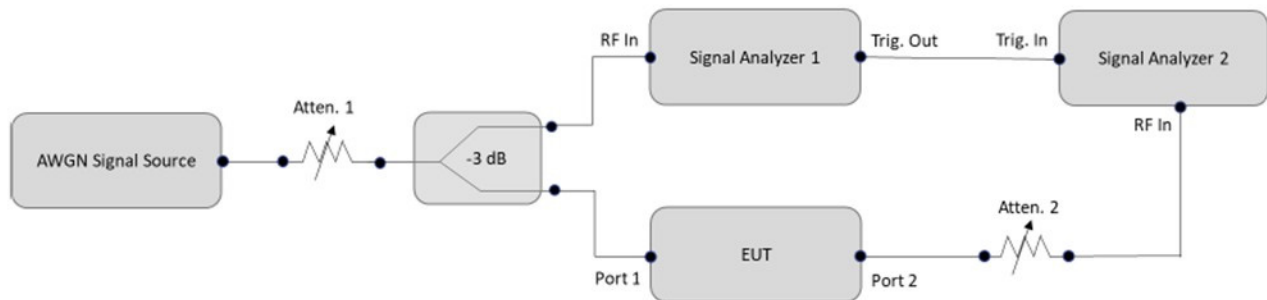 RF In
Signal Analyzer 1
Trig. Out
Trig. In
Signal Analyzer 2
RF In
AWGN Signal Source
Atten. 1
-3 dB
Port 1
EUT
Port 2
Atten. 2